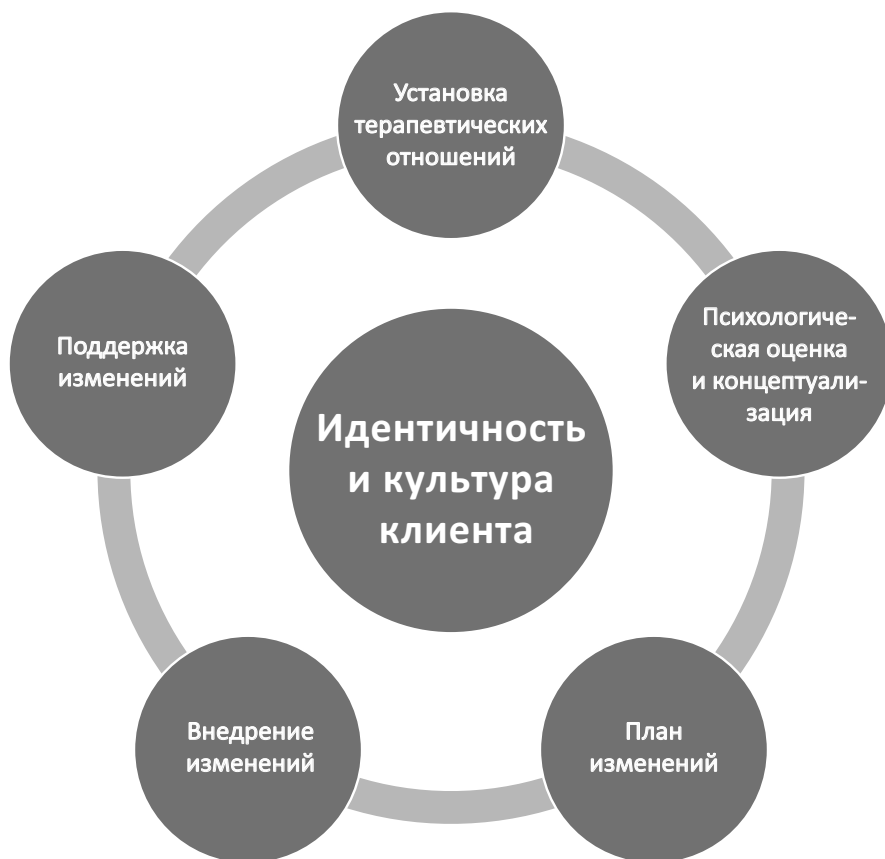 Установка
терапевтических
отношений
Психологиче-
ская оценка
и концептуали-
зация
План
изменений
Внедрение
изменений
Поддержка
изменений
Идентичность
и культура
клиента